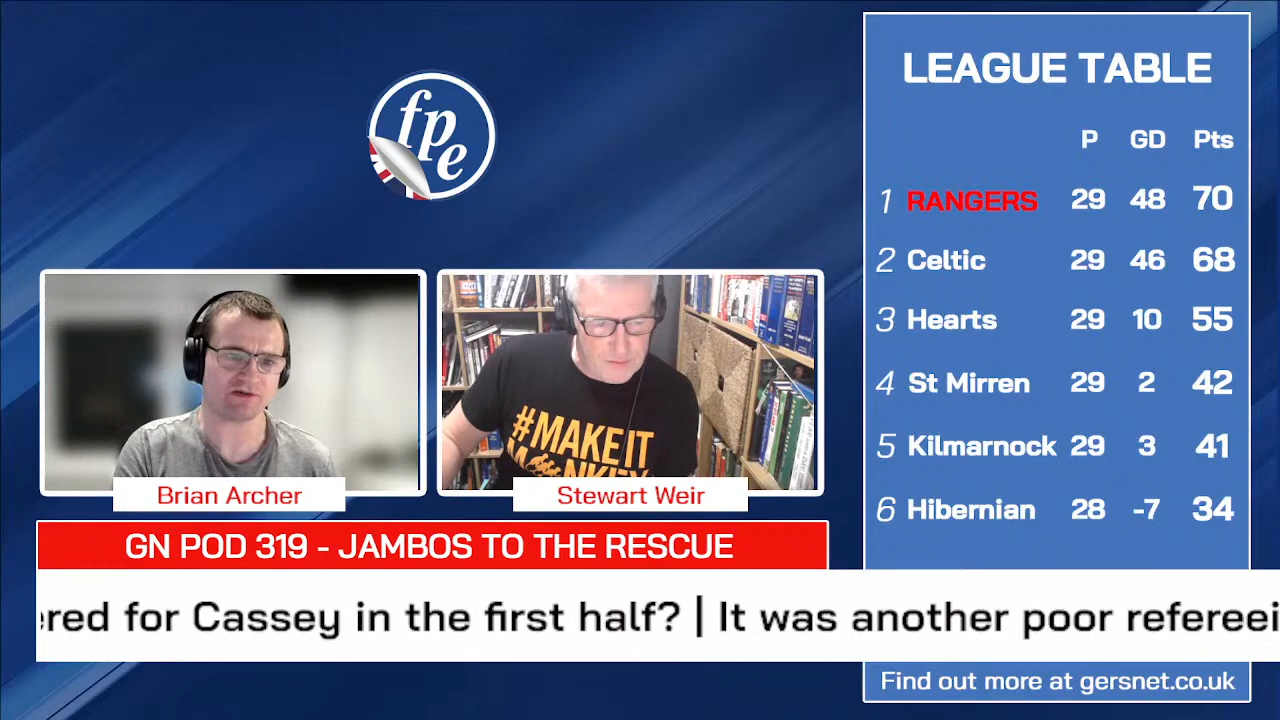 fpe
LEAGUE TABLE
P GD Pts
1 RANGERS 29 48 70
2 Celtic 29 46 68
3 Hearts 29 10 55
4 St Mirren 29 2 42
5 Kilmarnock 29 3 41
6 Hibernian 28 -7 34
#MAKE IT
Brian Archer
Stewart Weir
GN POD 319 - JAMBOS TO THE RESCUE
ered for Cassey in the first half? | It was another poor refereei
Find out more at gersnet.co.uk